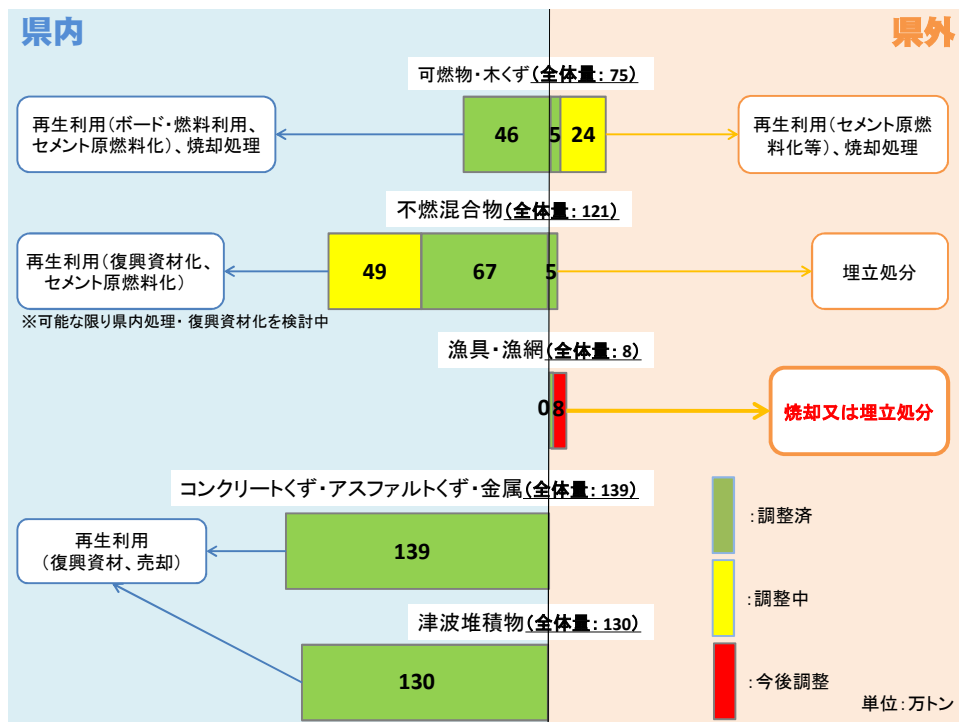 県内
県外
可燃物・木くず(全体量:75)
再生利用(ボード・燃料利用、
セメント原燃料化)、焼却処理
46
5
24
再生利用(セメント原燃
料化等)、焼却処理
不燃混合物(全体量:121)
再生利用(復興資材化、
セメント原燃料化)
49
67
5
埋立処分
※可能な限り県内処理・復興資材化を検討中
漁具・漁網(全体量:8)
0
8
焼却又は埋立処分
コンクリートくず・アスファルトくず・金属(全体量:139)
再生利用
(復興資材、売却)
139
:調整済
津波堆積物(全体量:130)
:調整中
130
:今後調整
単位:万トン